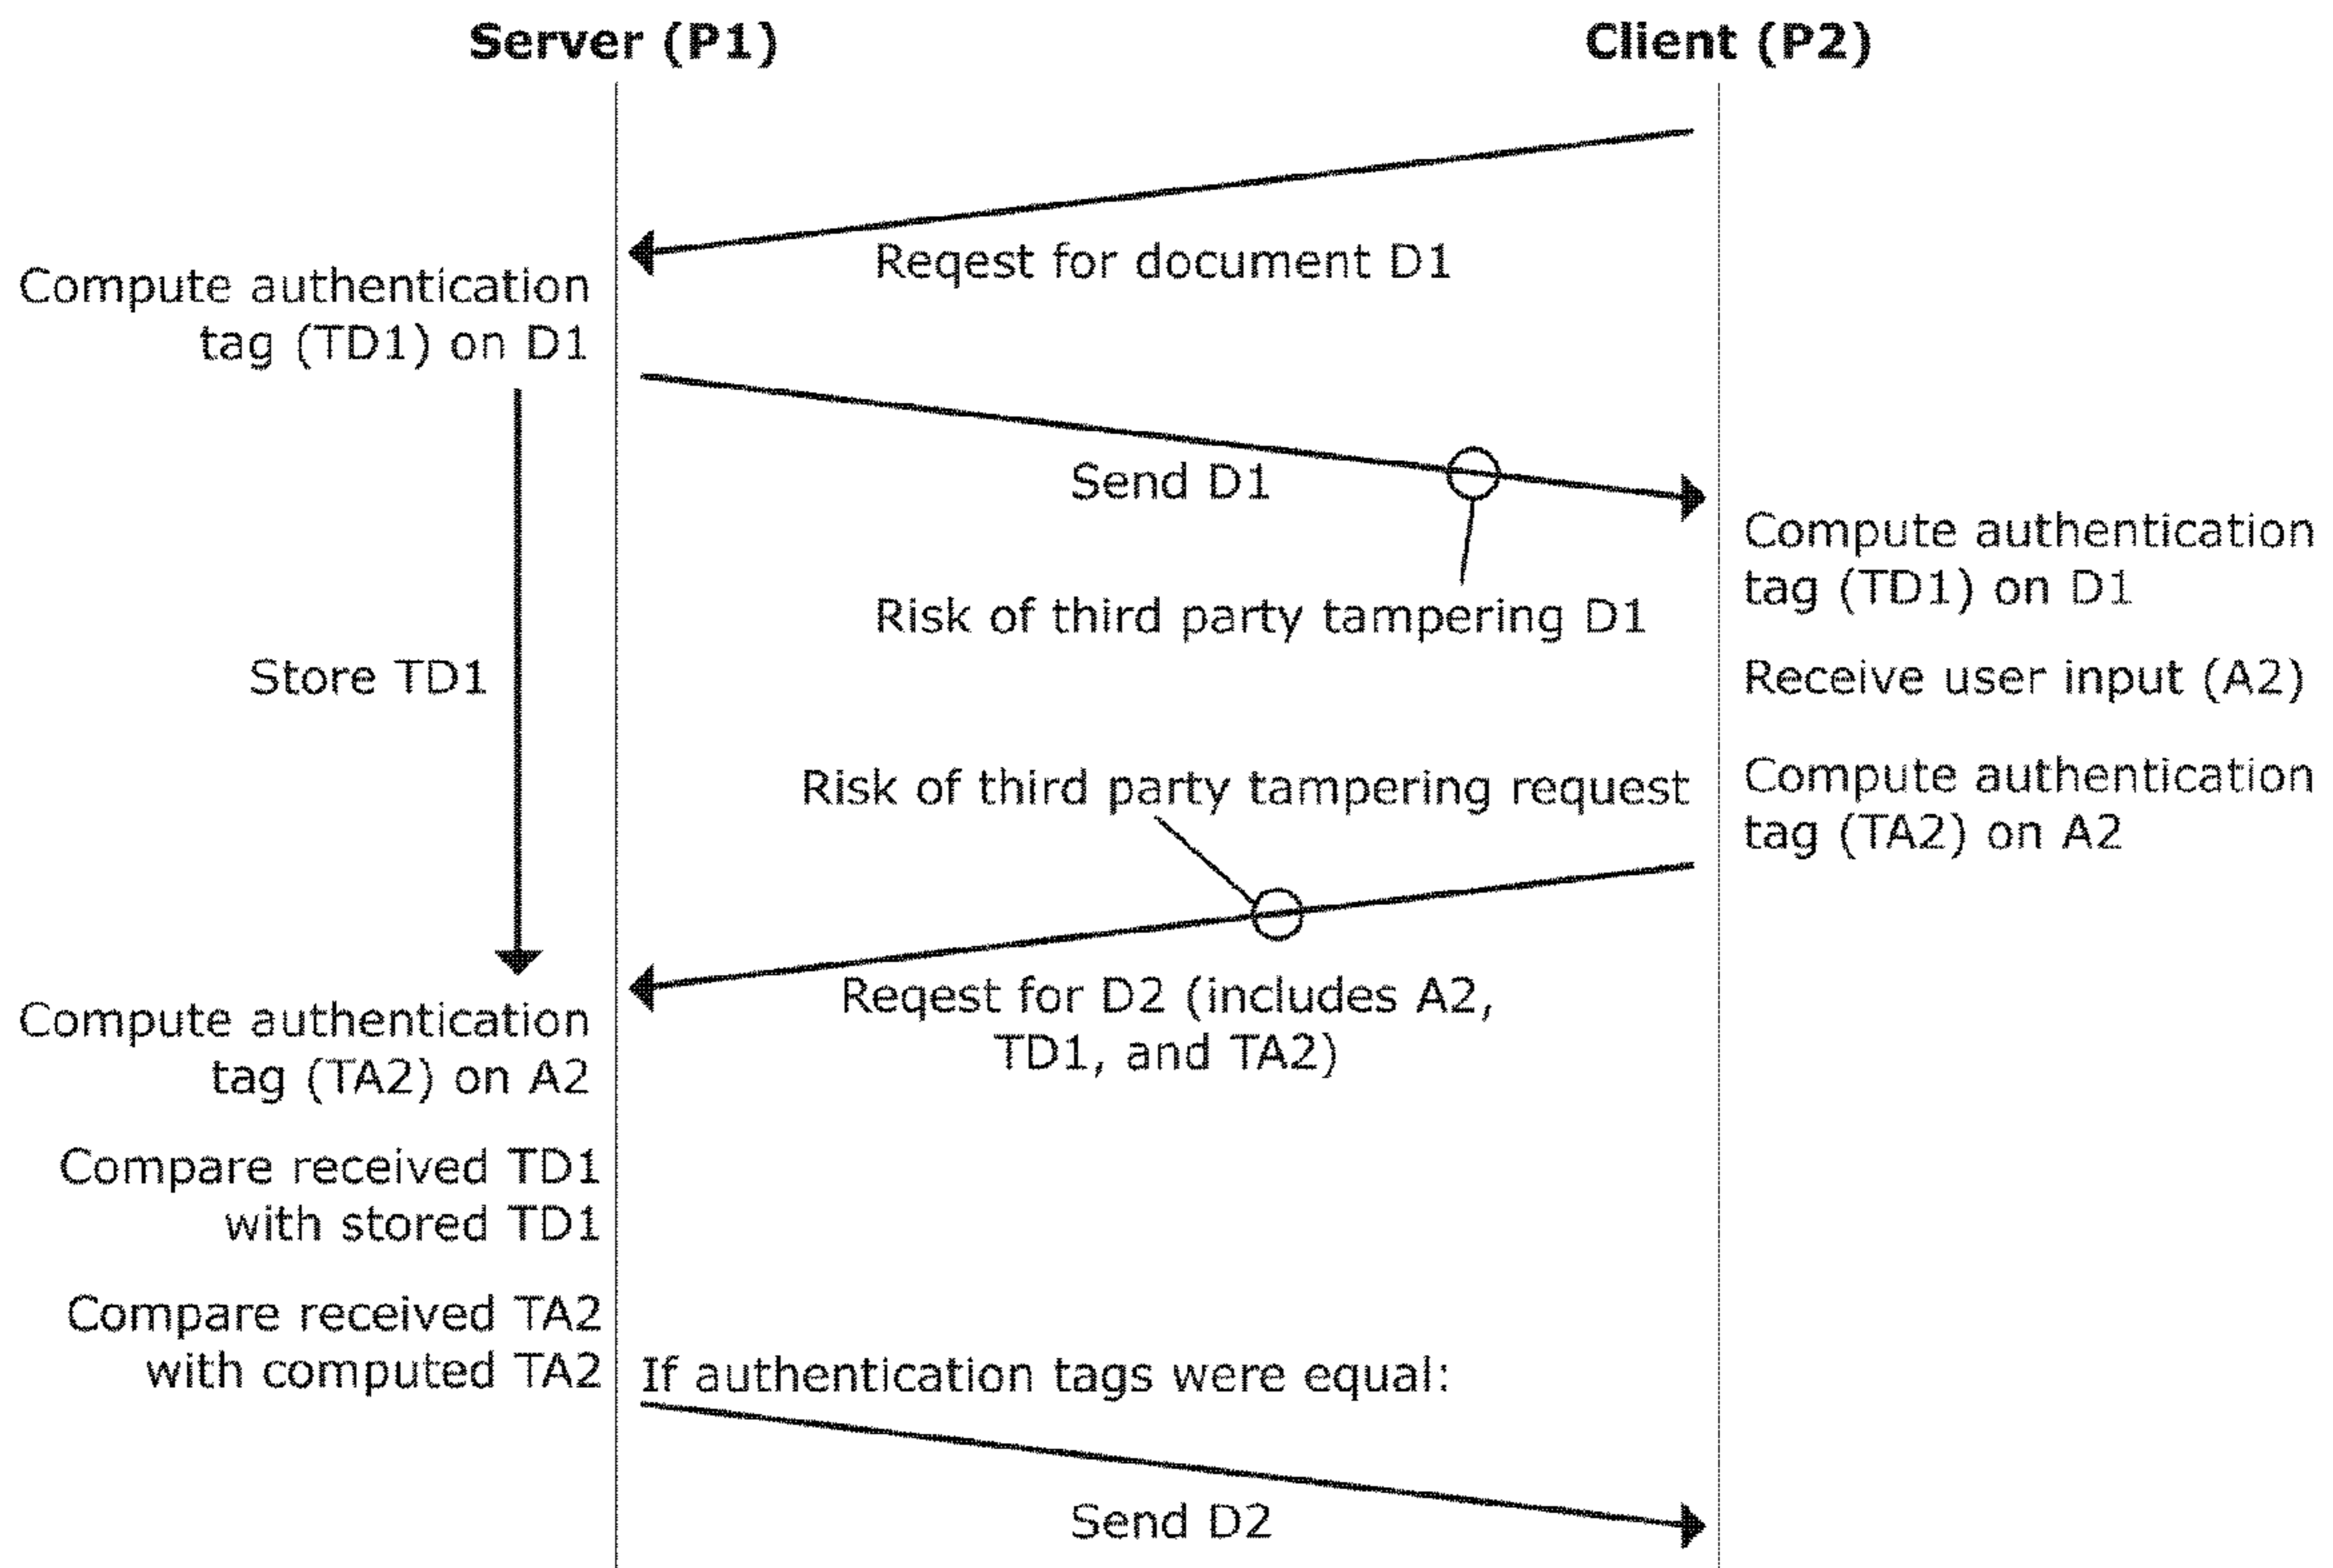 Server (P1)
Client (P2)
Reqest for document D1
Compute authentication
tag (TD1) on D1
Send D1
Compute authentication
tag (TD1) on D1
Risk of third party tampering D1
Store TD1
Receive user input (A2)
Risk of third party tampering request
Compute authentication
tag (TA2) on A2
Reqest for D2 (includes A2,
TD1, and TA2)
Compute authentication
tag (TA2) on A2
Compare received TD1
with stored TD1
Compare received TA2
with computed TA2
If authentication tags were equal:
Send D2